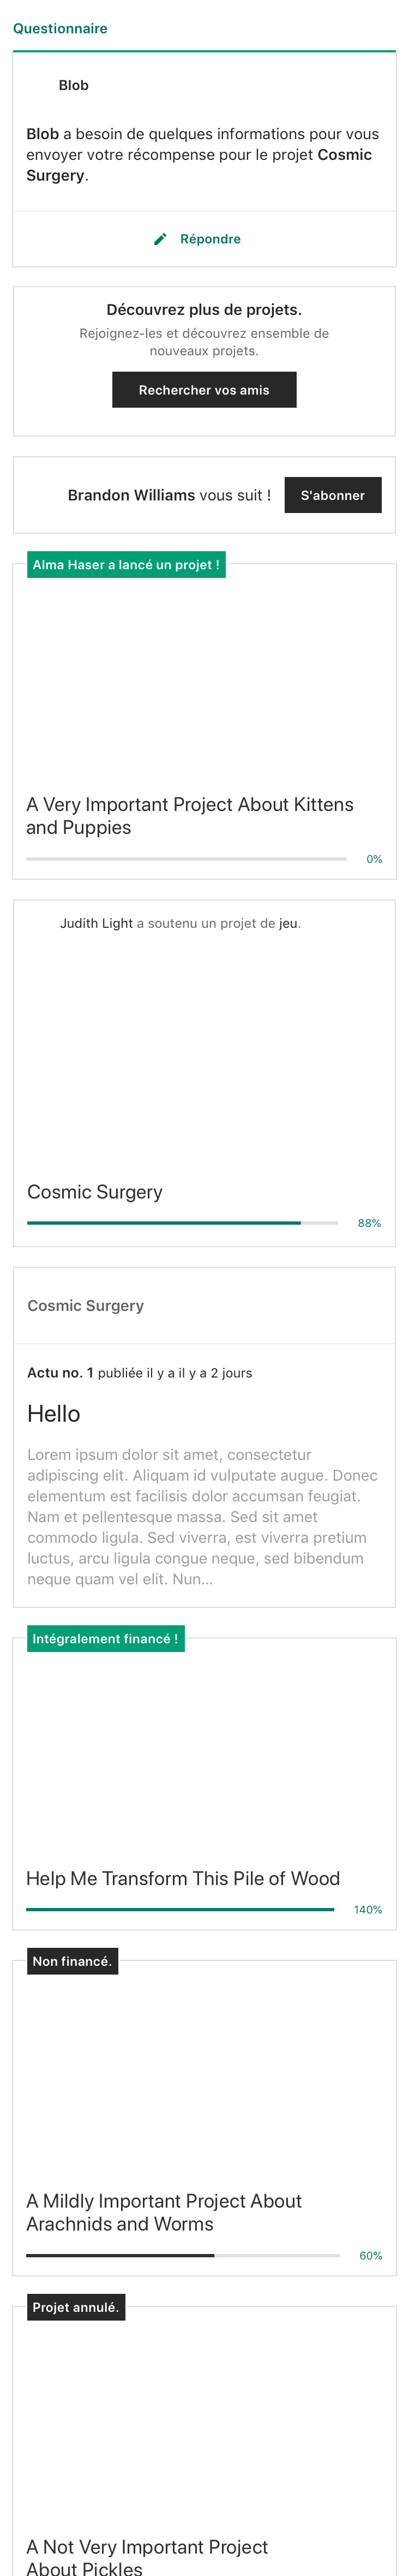 Questionnaire
Blob
Blob a besoin de quelques informations pour vous
envoyer votre récompense pour le projet Cosmic
Surgery.
Répondre
Découvrez plus de projets.
Rejoignez-les et découvrez ensemble de
nouveaux projets.
Rechercher vos amis
Brandon Williams vous suit !
S'abonner
Alma Haser a lancé un projet !
A Very Important Project About Kittens
and Puppies
0%
Judith Light a soutenu un projet de jeu.
Cosmic Surgery
88%
Cosmic Surgery
Actu no. 1 publiée il y a il y a 2 jours
Hello
Lorem ipsum dolor sit amet, consectetur
adipiscing elit. Aliquam id vulputate augue. Donec
elementum est facilisis dolor accumsan feugiat.
Nam et pellentesque massa. Sed sit amet
commodo ligula. Sed viverra, est viverra pretium
luctus, arcu ligula congue neque, sed bibendum
neque quam vel elit. Nun...
Intégralement financé !
Help Me Transform This Pile of Wood
140%
Non financé.
A Mildly Important Project About
Arachnids and Worms
60%
Projet annulé.
A Not Very Important Project
About Pickles